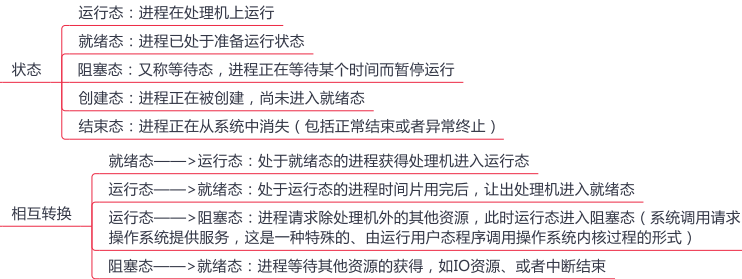 状态
运行态：进程在处理机上运行
就绪态：进程已处于准备运行状态
阻塞态：又称等待态，进程正在等待某个时间而暂停运行
创建态：进程正在被创建，尚未进入就绪态
结束态：进程正在从系统中消失（包括正常结束或者异常终止）
相互转换
就绪态——>运行态：处于就绪态的进程获得处理机进入运行态
运行态——>就绪态：处于运行态的进程时间片用完后，让出处理机进入就绪态
运行态——>阻塞态：进程请求除处理机外的其他资源，此时运行态进入阻塞态（系统调用请求
操作系统提供服务，这是一种特殊的、由运行用户态程序调用操作系统内核过程的形式）
阻塞态——>就绪态：进程等待其他资源的获得，如IO资源、或者中断结束